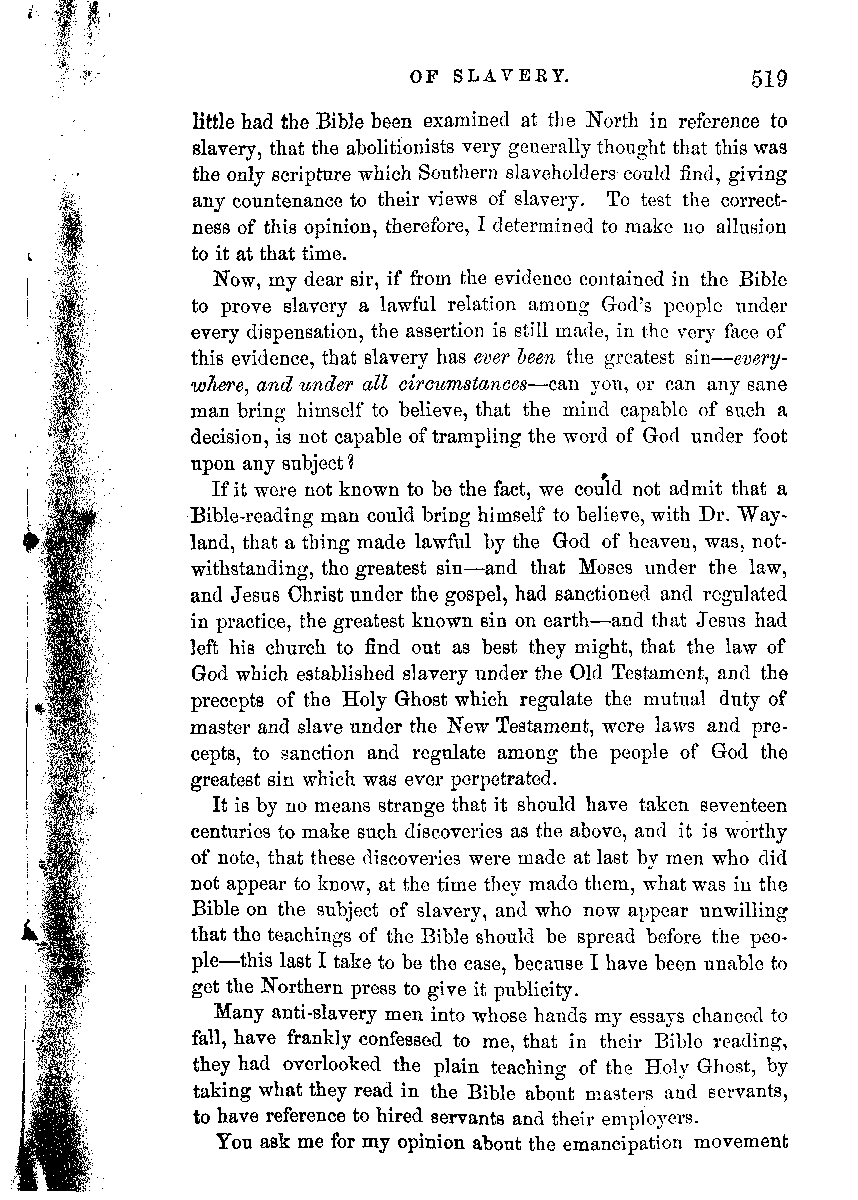 OF SLAVERY. 519
little had the Bible been examined at the North in reference to
slavery, that the abolitionists very generally thought that this was
the only scripture which Southern slaveholders could find, giving
any countenance to their views of slavery. To test the correct-
ness of this opinion, therefore, I determined to make no allusion
to it at that time.
Now, my dear sir, if from the evidence contained in the Bible
to prove slavery a lawful relation among God's people under
every dispensation, the assertion is still made, in the very face of
this evidence, that slavery has ever been the greatest sin—every-
where, and under all circumstances—can you, or can any sane
man bring himself to believe, that the mind capable of such a
decision, is not capable of trampling the word of God under foot
upon any subject?
If it were not known to be the fact, we could not admit that a
Bible-reading man could bring himself to believe, with Dr. Way-
land, that a thing made lawful by the God of heaven, was, not-
withstanding, the greatest sin—and that Moses under the law,
and Jesus Christ under the gospel, had sanctioned and regulated
in practice, the greatest known sin on earth—and that Jesus had
left his church to find out as best they might, that the law of
God which established slavery under the Old Testament, and the
precepts of the Holy Ghost which regulate the mutual duty of
master and slave under the New Testament, were laws and pre-
cepts, to sanction and regulate among the people of God the
greatest sin which was ever perpetrated.
It is by no means strange that it should have taken seventeen
centuries to make such discoveries as the above, and it is worthy
of note, that these discoveries were made at last by men who did
not appear to know, at the time they made them, what was in the
Bible on the subject of slavery, and who now appear unwilling
that the teachings of the Bible should be spread before the peo-
ple—this last I take to be the case, because I have been unable to
get the Northern press to give it publicity.
Many anti-slavery men into whose hands my essays chanced to
fall, have frankly confessed to me, that in their Bible reading,
they had overlooked the plain teaching of the Holy Ghost, by
taking what they read in the Bible about masters and servants,
to have reference to hired servants and their employers.
You ask me for my opinion about the emancipation movement